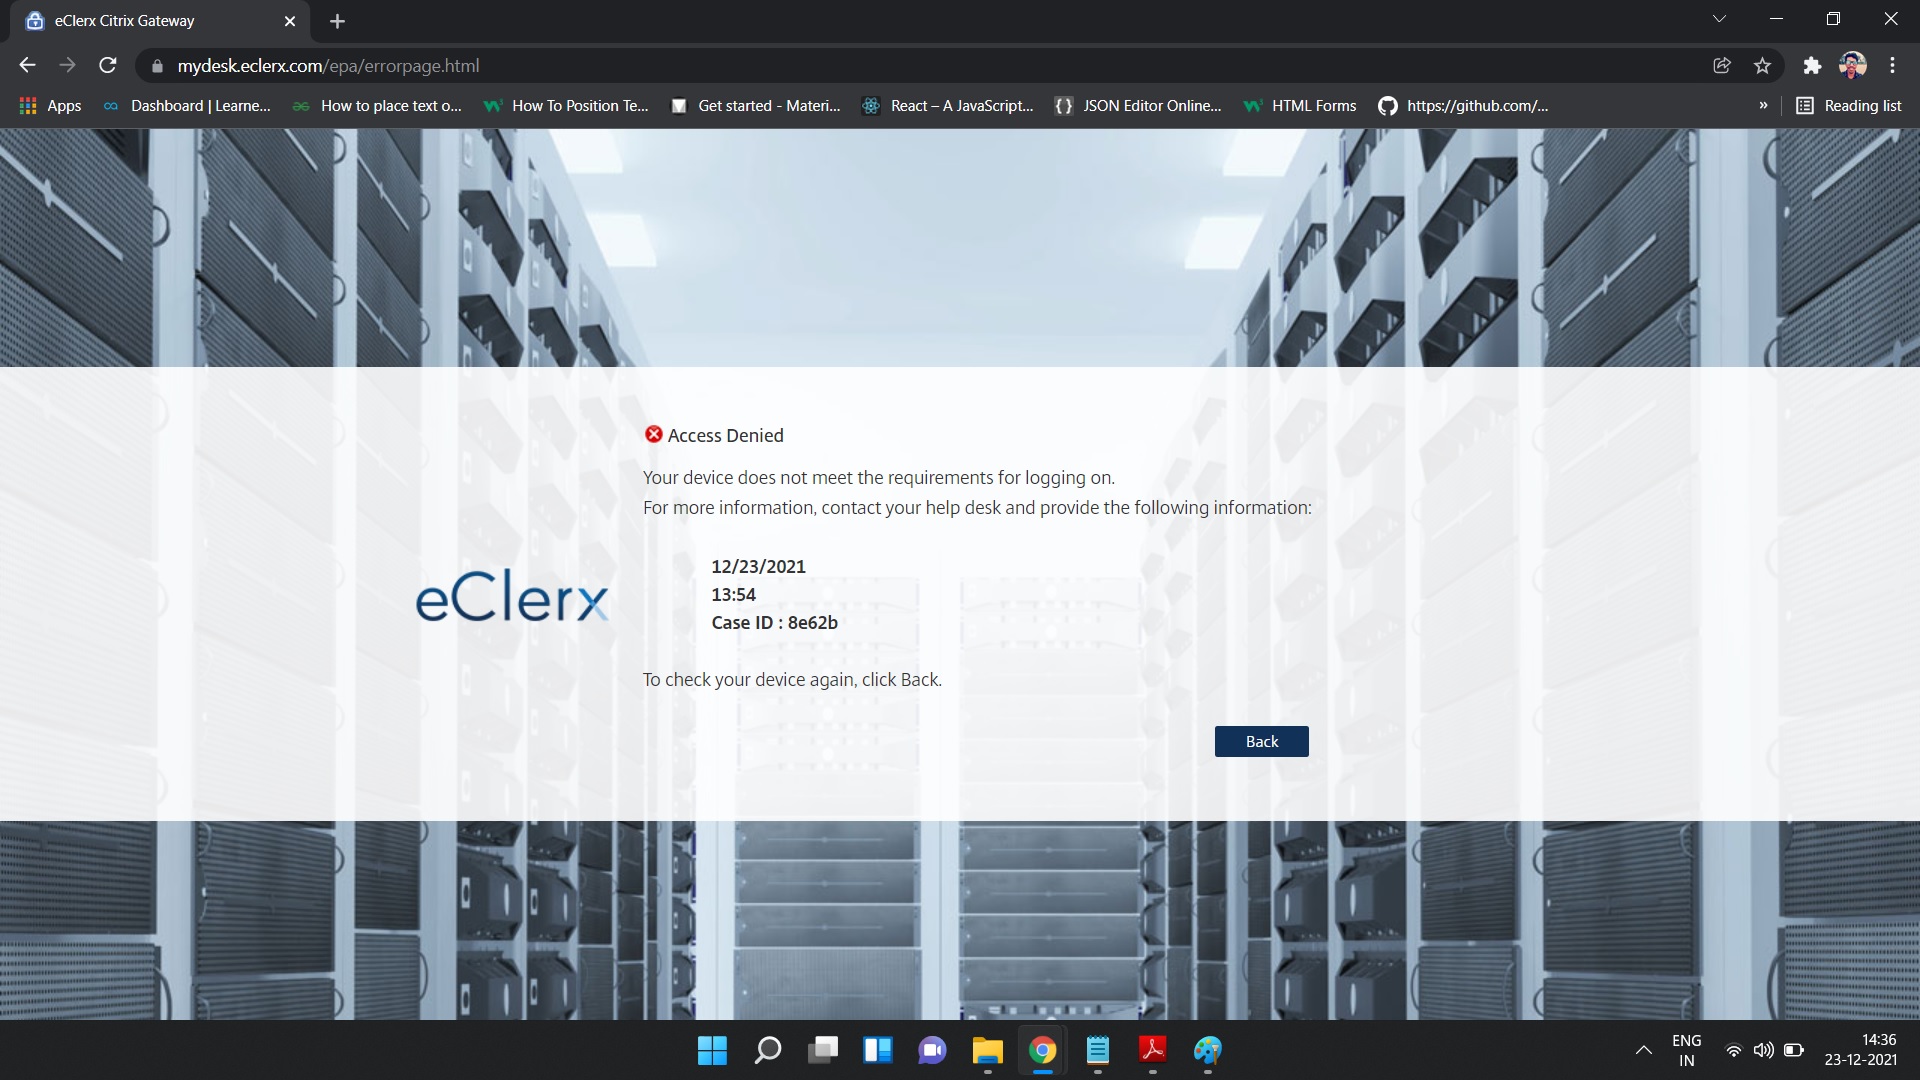 eClerx Citrix Gateway
mydesk.eclerx.com/epa/errorpage.html
Apps
Dashboard | Learne...
How to place text o...
How To Position Te...
Get started - Materi...
React – A JavaScript...
JSON Editor Online...
HTML Forms
https://github.com/...
»
Reading list
Access Denied
Your device does not meet the requirements for logging on.
For more information, contact your help desk and provide the following information:
12/23/2021
13:54
Case ID : 8e62b
eClerx
To check your device again, click Back.
Back
ENG
IN
14:36
23-12-2021